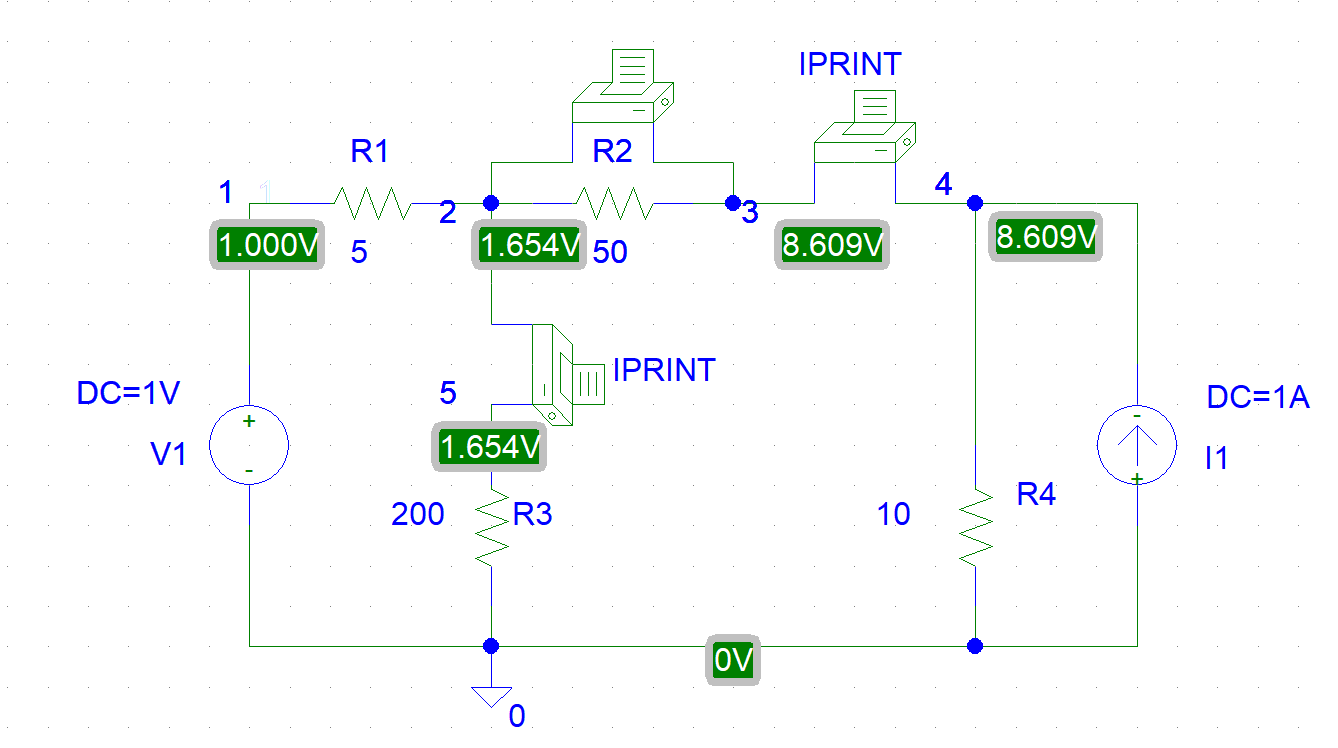 IPRINT
R1
R2
1
1
2
3
4
1.000V
5
1.654V
50
8.609V
8.609V
IPRINT
5
DC=1V
DC=1A
+
-
V1
-
+
I1
1.654V
200
R3
10
R4
0V
0